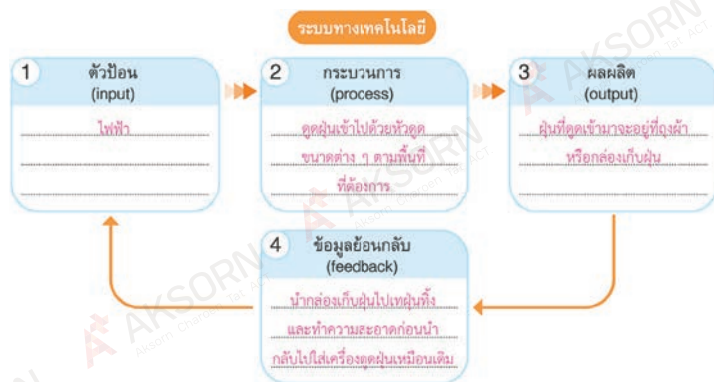 ระบบทางเทคโนโลยี
1
ตัวป้อน
(input)
ไฟฟ้า
2
กระบวนการ
(process)
ดูดฝุ่นเข้าไปด้วยหัวดูด
ขนาดต่าง ๆ ตามพื้นที่
ที่ต้องการ
3
ผลผลิต
(output)
ฝุ่นที่ดูดเข้ามาจะอยู่ที่ถุงผ้า
หรือกล่องเก็บฝุ่น
4
ข้อมูลย้อนกลับ
(feedback)
นำกล่องเก็บฝุ่นไปเทฝุ่นทิ้ง
และทำความสะอาดก่อนนำ
กลับไปใส่เครื่องดูดฝุ่นเหมือนเดิม
AKSORN
Aksorn Charoen Tat ACT
AKSORN
Aksorn Charoen Tat ACT
AKSORN
Aksorn Charoen Tat ACT